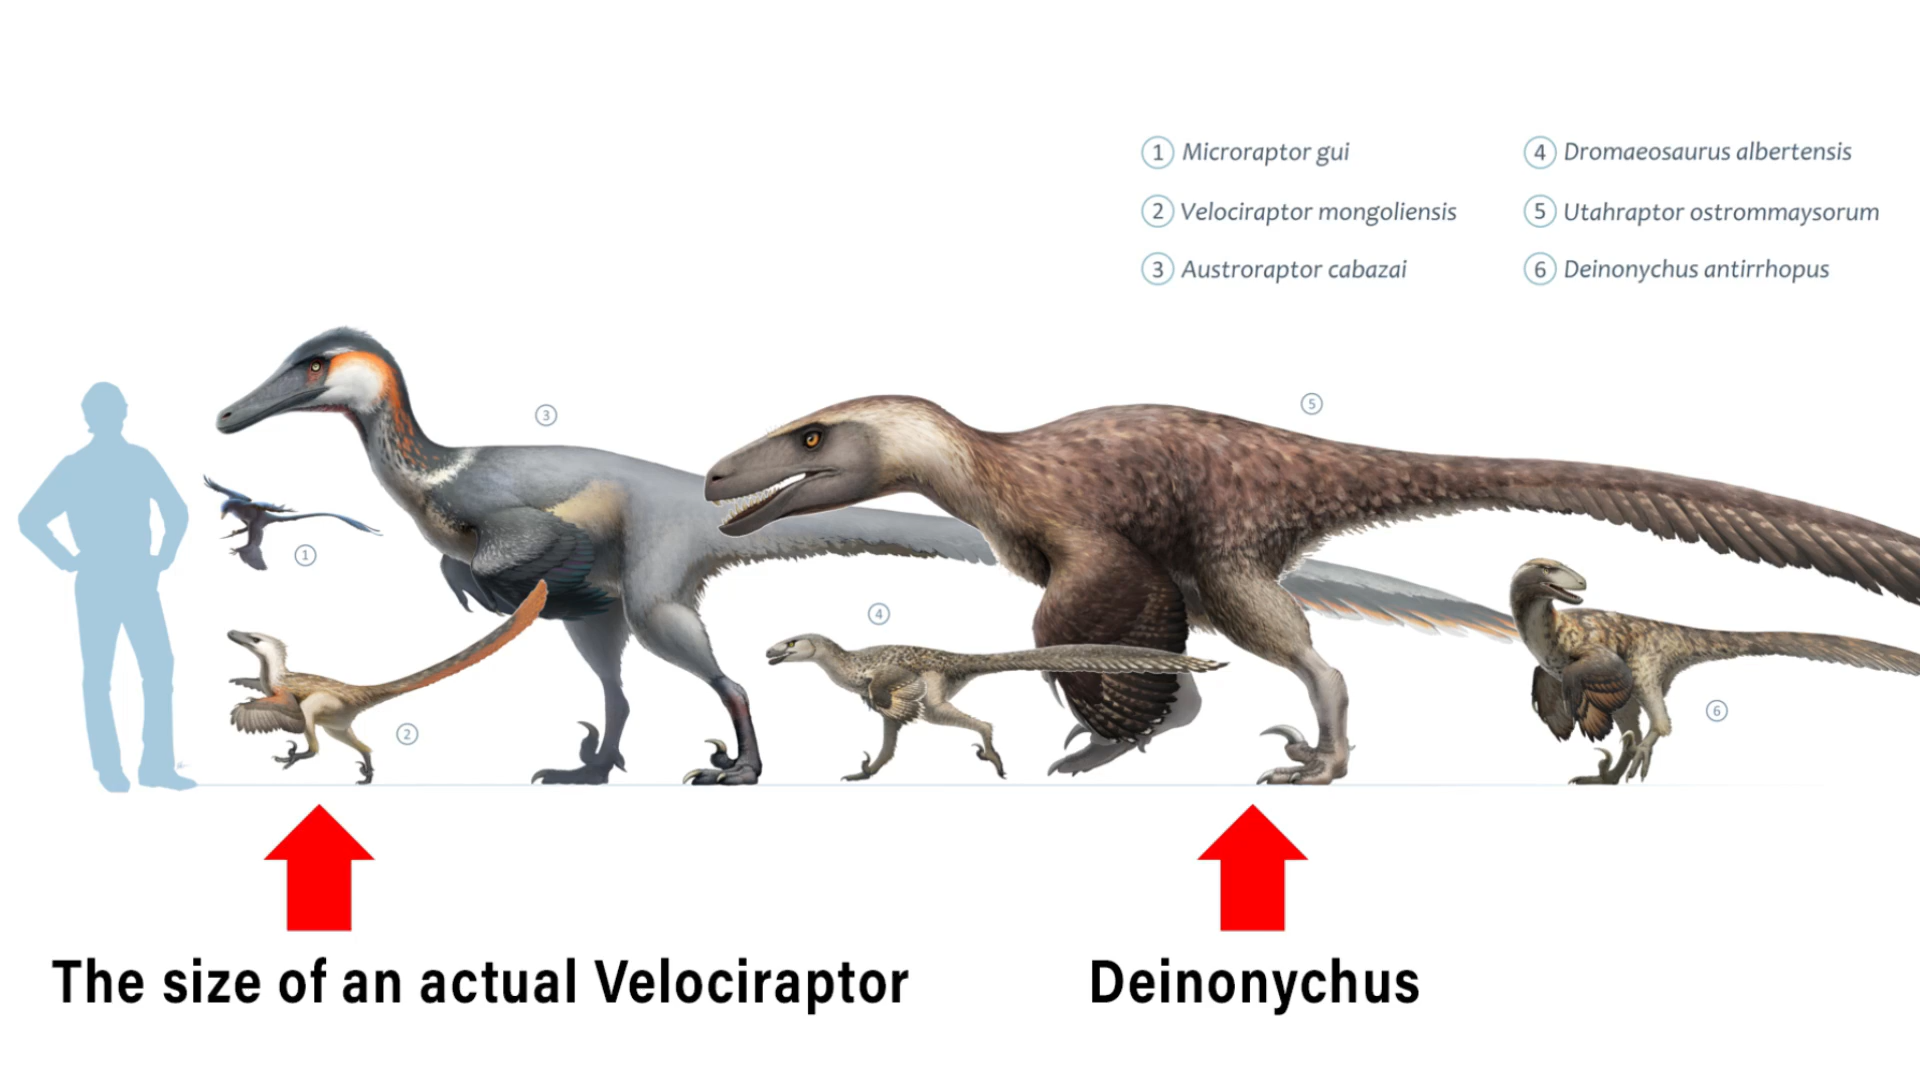 ① Microraptor gui
② Velociraptor mongoliensis
③ Austroraptor cabazai
④ Dromaeosaurus albertensis
⑤ Utahraptor ostrommaysorum
⑥ Deinonychus antirrhopus
③
⑤
①
④
②
⑥
The size of an actual Velociraptor
Deinonychus